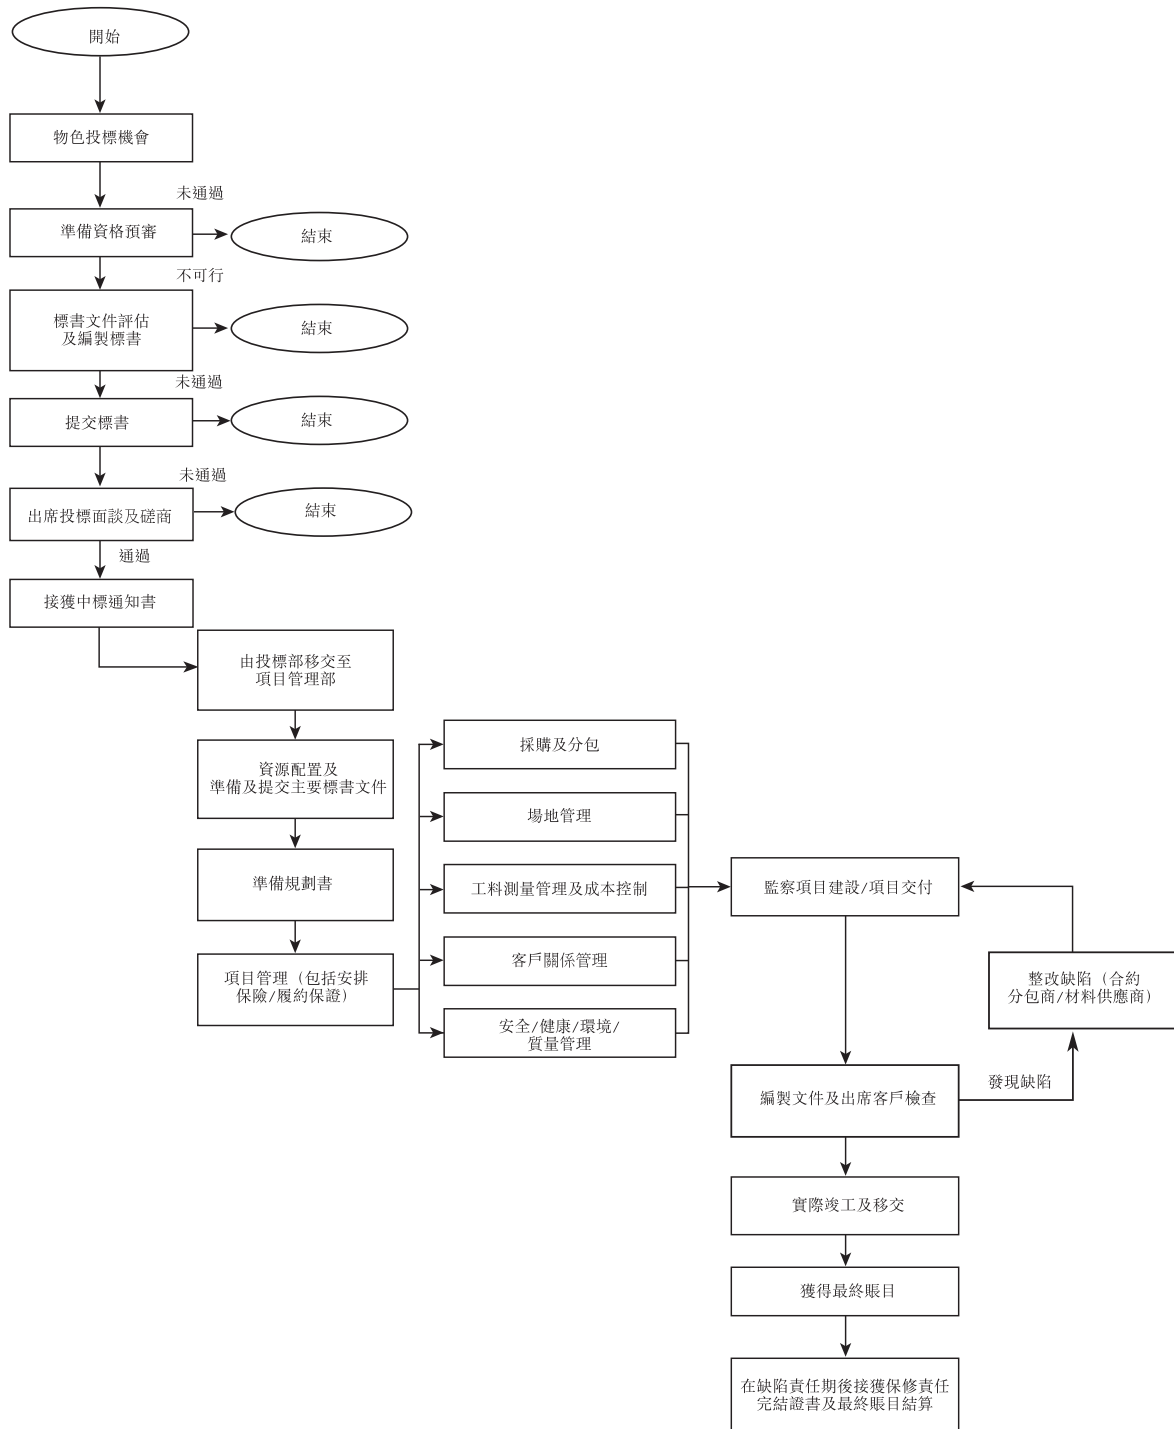 開始
物色投標機會
未通過
準備資格預審
結束
不可行
標書文件評估
及編製標書
結束
未通過
提交標書
結束
未通過
出席投標面談及磋商
結束
通過
接獲中標通知書
由投標部移交至
項目管理部
資源配置及
準備及提交主要標書文件
準備規劃書
項目管理（包括安排
保險/履約保證）
採購及分包
場地管理
工料測量管理及成本控制
客戶關係管理
安全/健康/環境/
質量管理
監察項目建設/項目交付
整改缺陷（合約
分包商/材料供應商）
發現缺陷
編製文件及出席客戶檢查
實際竣工及移交
獲得最終賬目
在缺陷責任期後接獲保修責任
完結證書及最終賬目結算